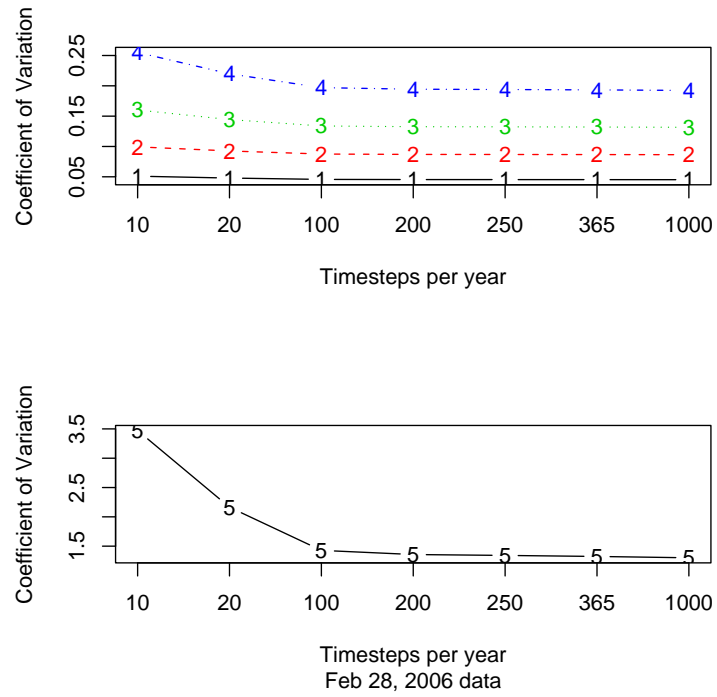 Coefficient of Variation
0.25
0.15
0.05
4 4 4 4 4 4 4
3 3 3 3 3 3 3
2 2 2 2 2 2 2
1 1 1 1 1 1 1
10 20 100 200 250 365 1000
Timesteps per year
Coefficient of Variation
3.5
2.5
1.5
5 5 5 5 5 5 5
10 20 100 200 250 365 1000
Timesteps per year
Feb 28, 2006 data